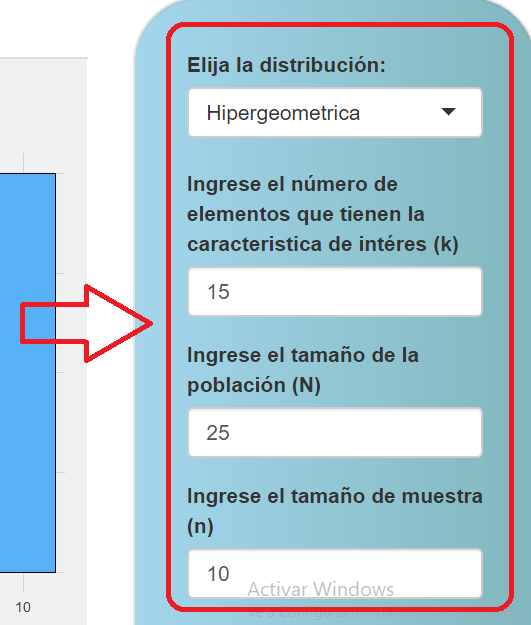 Elija la distribución:
Hipergeometrica
Ingrese el número de
elementos que tienen la
caracteristica de intéres (k)
15
Ingrese el tamaño de la
población (N)
25
Ingrese el tamaño de muestra
(n)
10
Activar Windows
Ve a Configuración para
10